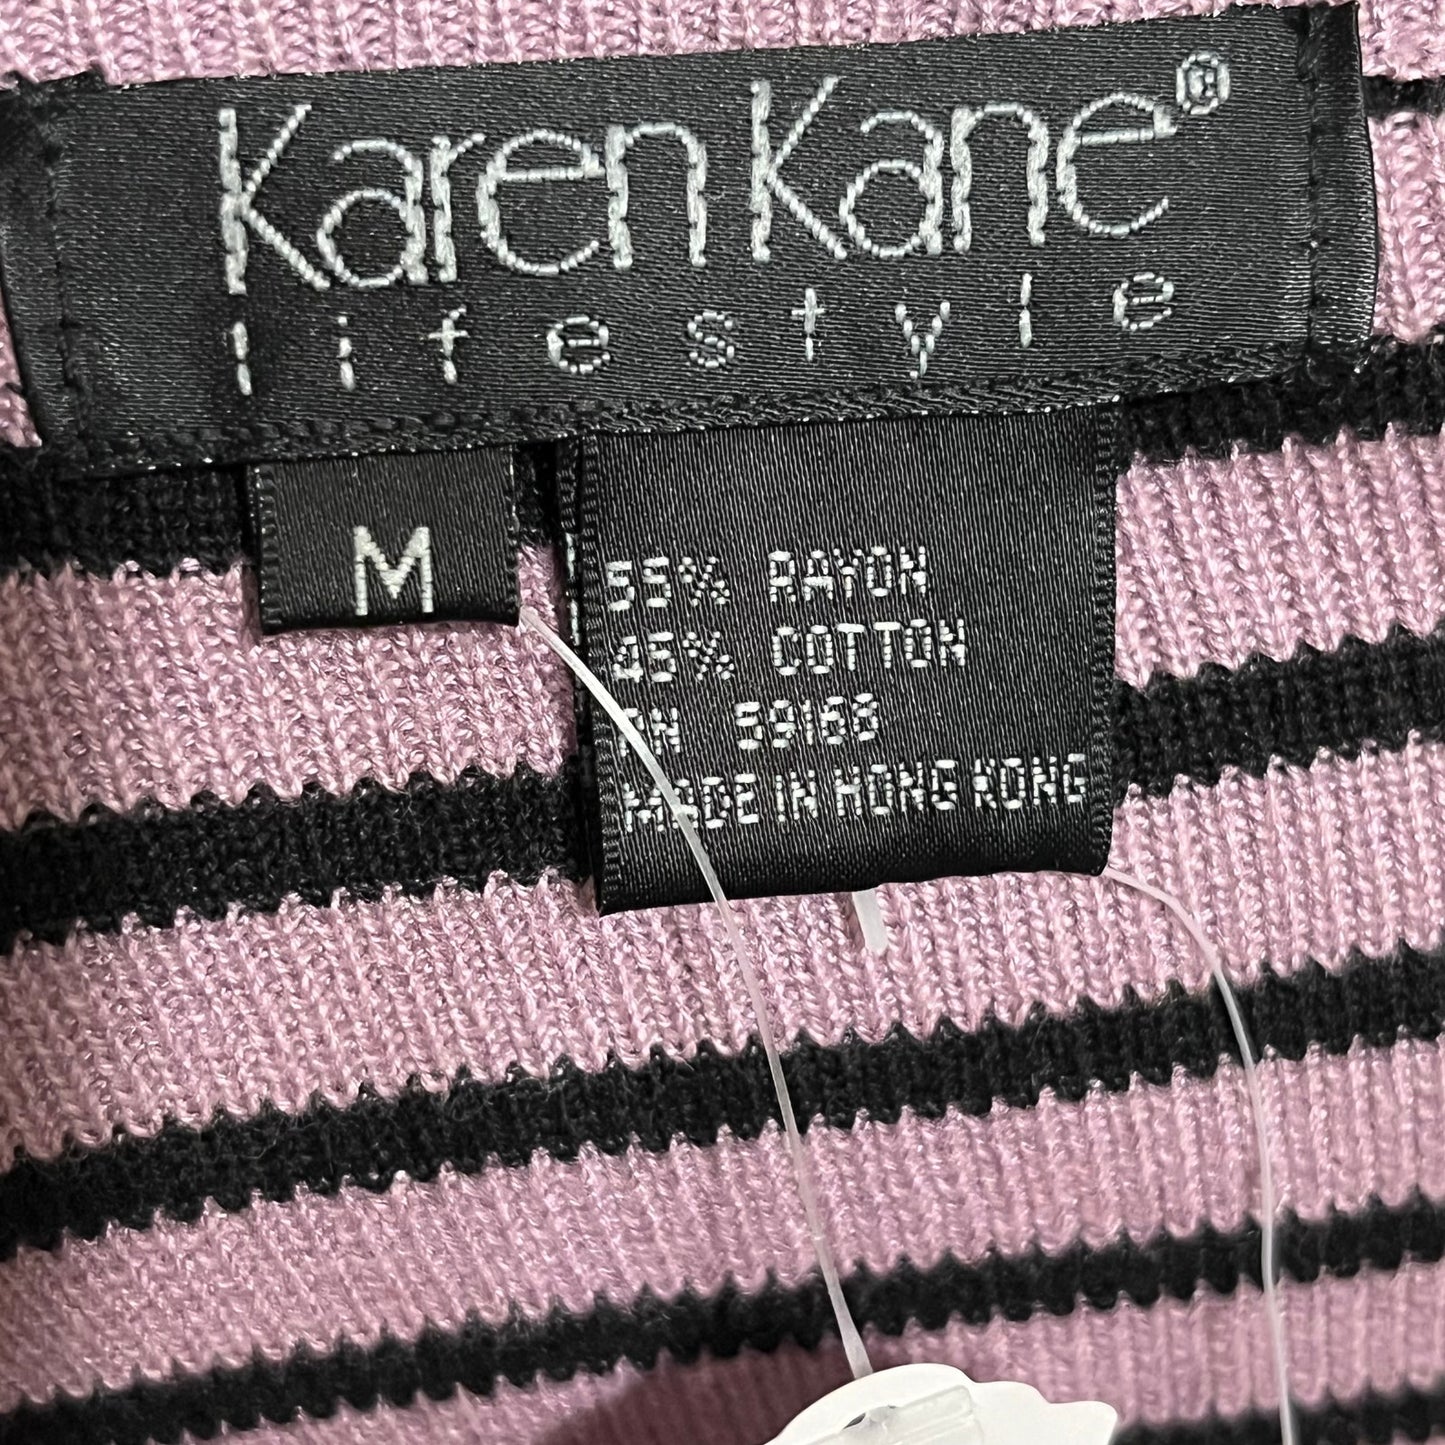 Karen Kane®
lifestyle
M
55% RAYON
45% COTTON
RN 59168
MADE IN HONG KONG